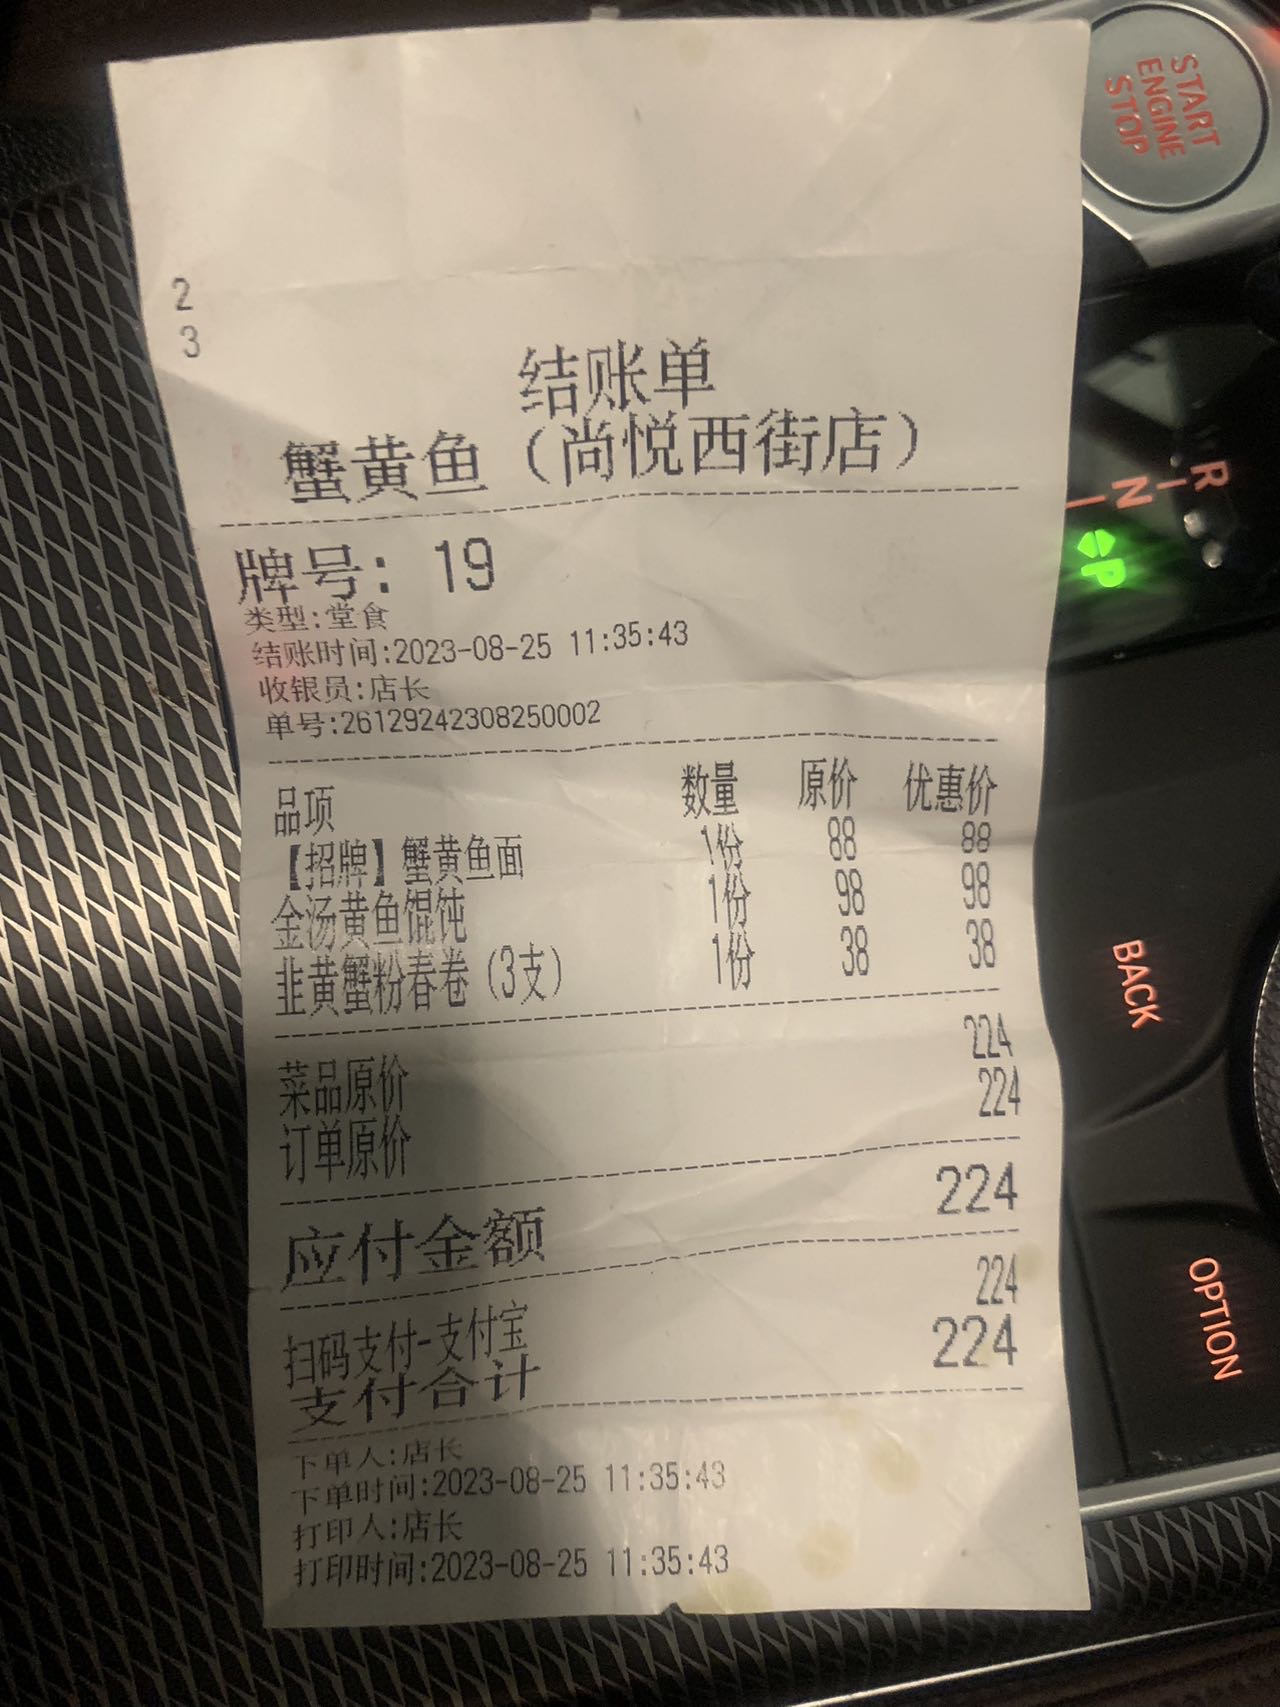 2
3
结账单
蟹黄鱼（尚悦西街店）
牌号: 19
类型:堂食
结账时间:2023-08-25 11:35:43
收银员:店长
单号:26129242308250002
品项 数量 原价 优惠价
【招牌】蟹黄鱼面 1份 88 88
金汤黄鱼馄饨 1份 98 98
韭黄蟹粉春卷（3支） 1份 38 38
菜品原价 224
订单原价 224
应付金额 224
扫码支付-支付宝 224
支付合计 224
下单人:店长
下单时间:2023-08-25 11:35:43
打印人:店长
打印时间:2023-08-25 11:35:43
START
ENGINE
STOP
R
N
P
BACK
OPTION